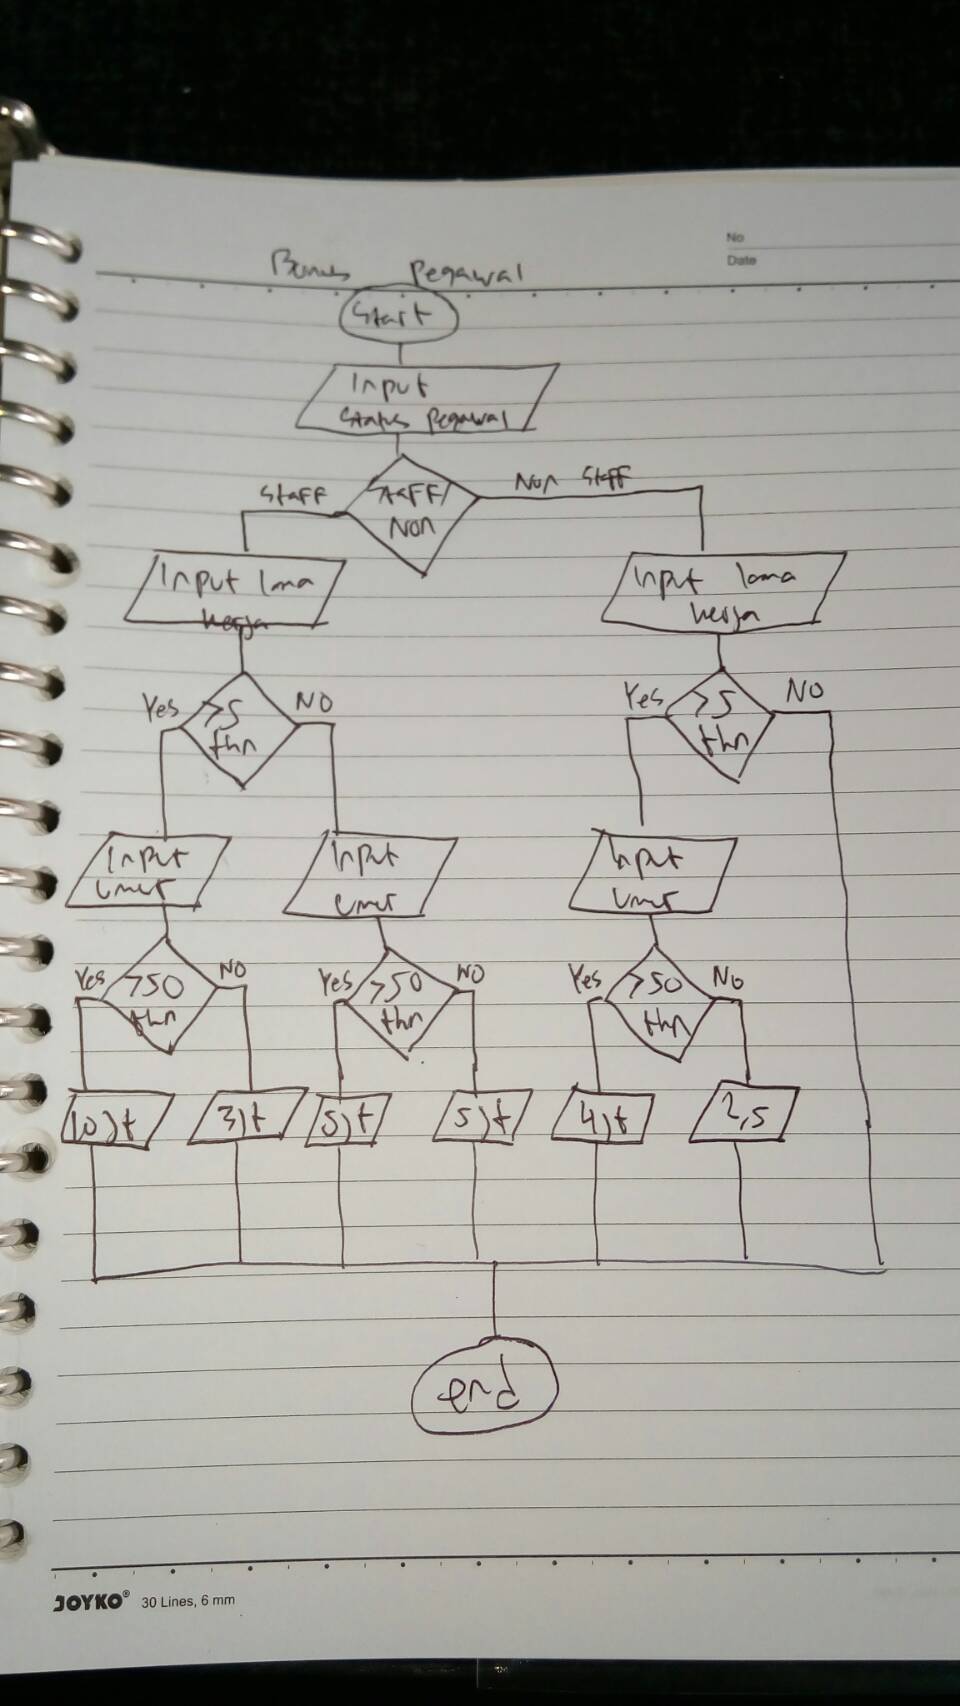 No
Date
Bonus Pegawai
Start
Input
Status Pegawai
Staff
Staff/
Non
Non Staff
Input lama
kerja
Input lama
kerja
Yes
>5
thn
NO
Yes
>5
thn
NO
Input
Umur
Input
Umur
Input
Umur
Yes
>50
thn
NO
Yes
>50
thn
NO
Yes
>50
thn
NO
10jt
3jt
5jt
5jt
4jt
2,5
end
JOYKO® 30 Lines, 6 mm